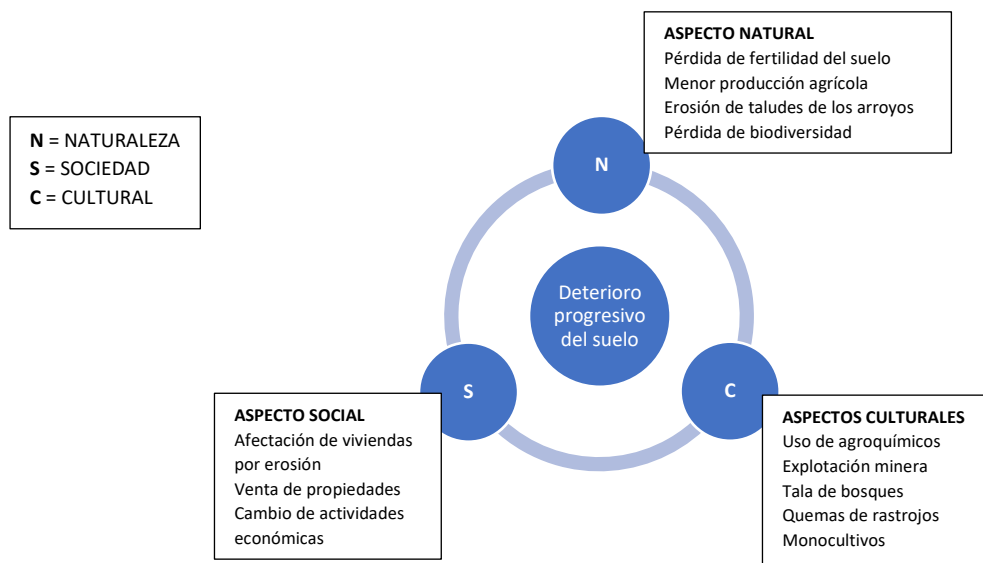 ASPECTO NATURAL
Pérdida de fertilidad del suelo
Menor producción agrícola
Erosión de taludes de los arroyos
Pérdida de biodiversidad
N = NATURALEZA
S = SOCIEDAD
C = CULTURAL
N
Deterioro
progresivo
del suelo
S
C
ASPECTO SOCIAL
Afectación de viviendas
por erosión
Venta de propiedades
Cambio de actividades
económicas
ASPECTOS CULTURALES
Uso de agroquímicos
Explotación minera
Tala de bosques
Quemas de rastrojos
Monocultivos